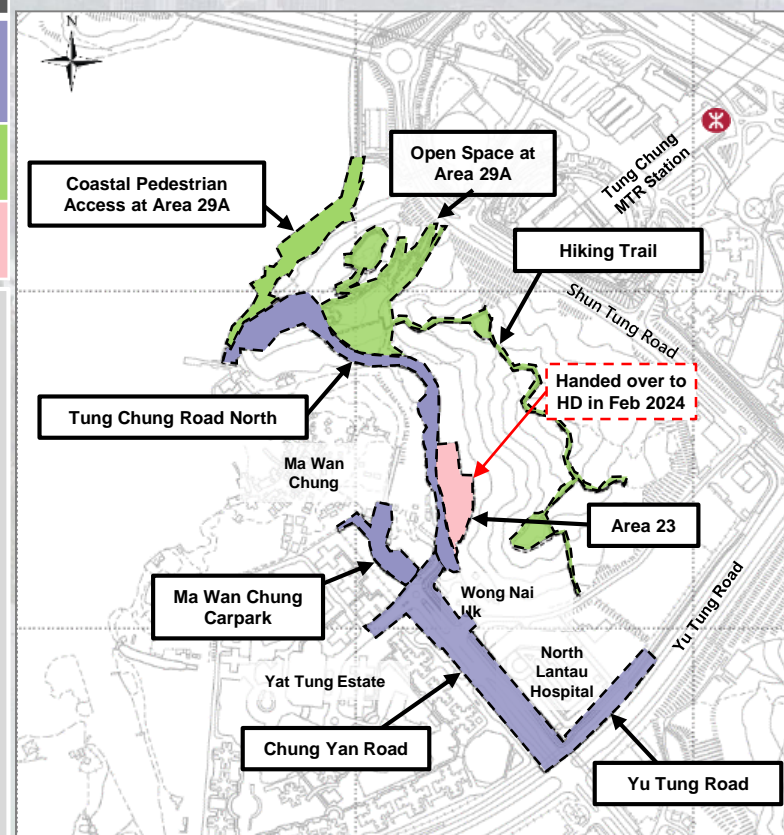 N
Open Space at
Area 29A
Tung Chung
MTR Station
Coastal Pedestrian
Access at Area 29A
Hiking Trail
Shun Tung Road
Handed over to
HD in Feb 2024
Tung Chung Road North
Ma Wan
Chung
Area 23
Ma Wan Chung
Carpark
Wong Nai
Uk
Yu Tung Road
North
Lantau
Hospital
Yat Tung Estate
Chung Yan Road
Yu Tung Road